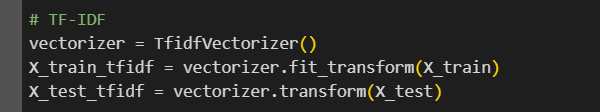 # TF-IDF
vectorizer = TfidfVectorizer()
X_train_tfidf = vectorizer.fit_transform(X_train)
X_test_tfidf = vectorizer.transform(X_test)